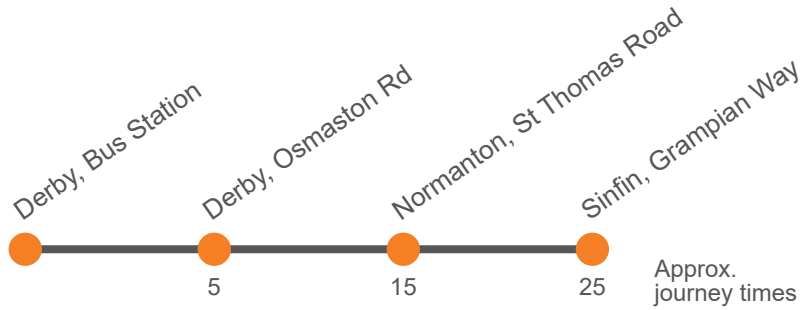 Derby, Bus Station
Derby, Osmaston Rd
Normanton, St Thomas Road
Sinfin, Grampian Way
5
15
25
Approx.
journey times